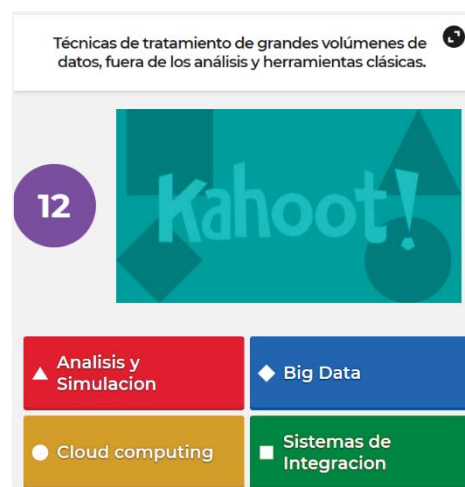 Técnicas de tratamiento de grandes volúmenes de
datos, fuera de los análisis y herramientas clásicas.
12
Kahoot!
Analisis y
Simulacion
Big Data
Cloud computing
Sistemas de
Integracion